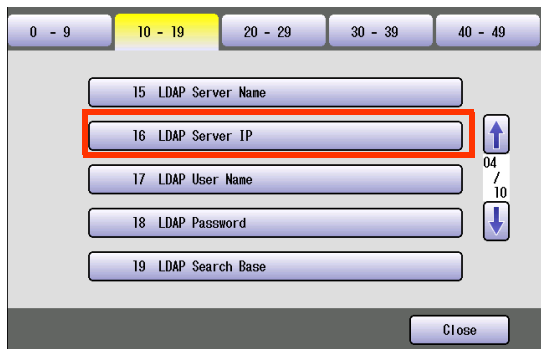 0 - 9
10 - 19
20 - 29
30 - 39
40 - 49
15 LDAP Server Name
16 LDAP Server IP
17 LDAP User Name
18 LDAP Password
19 LDAP Search Base
04
/
10
Close